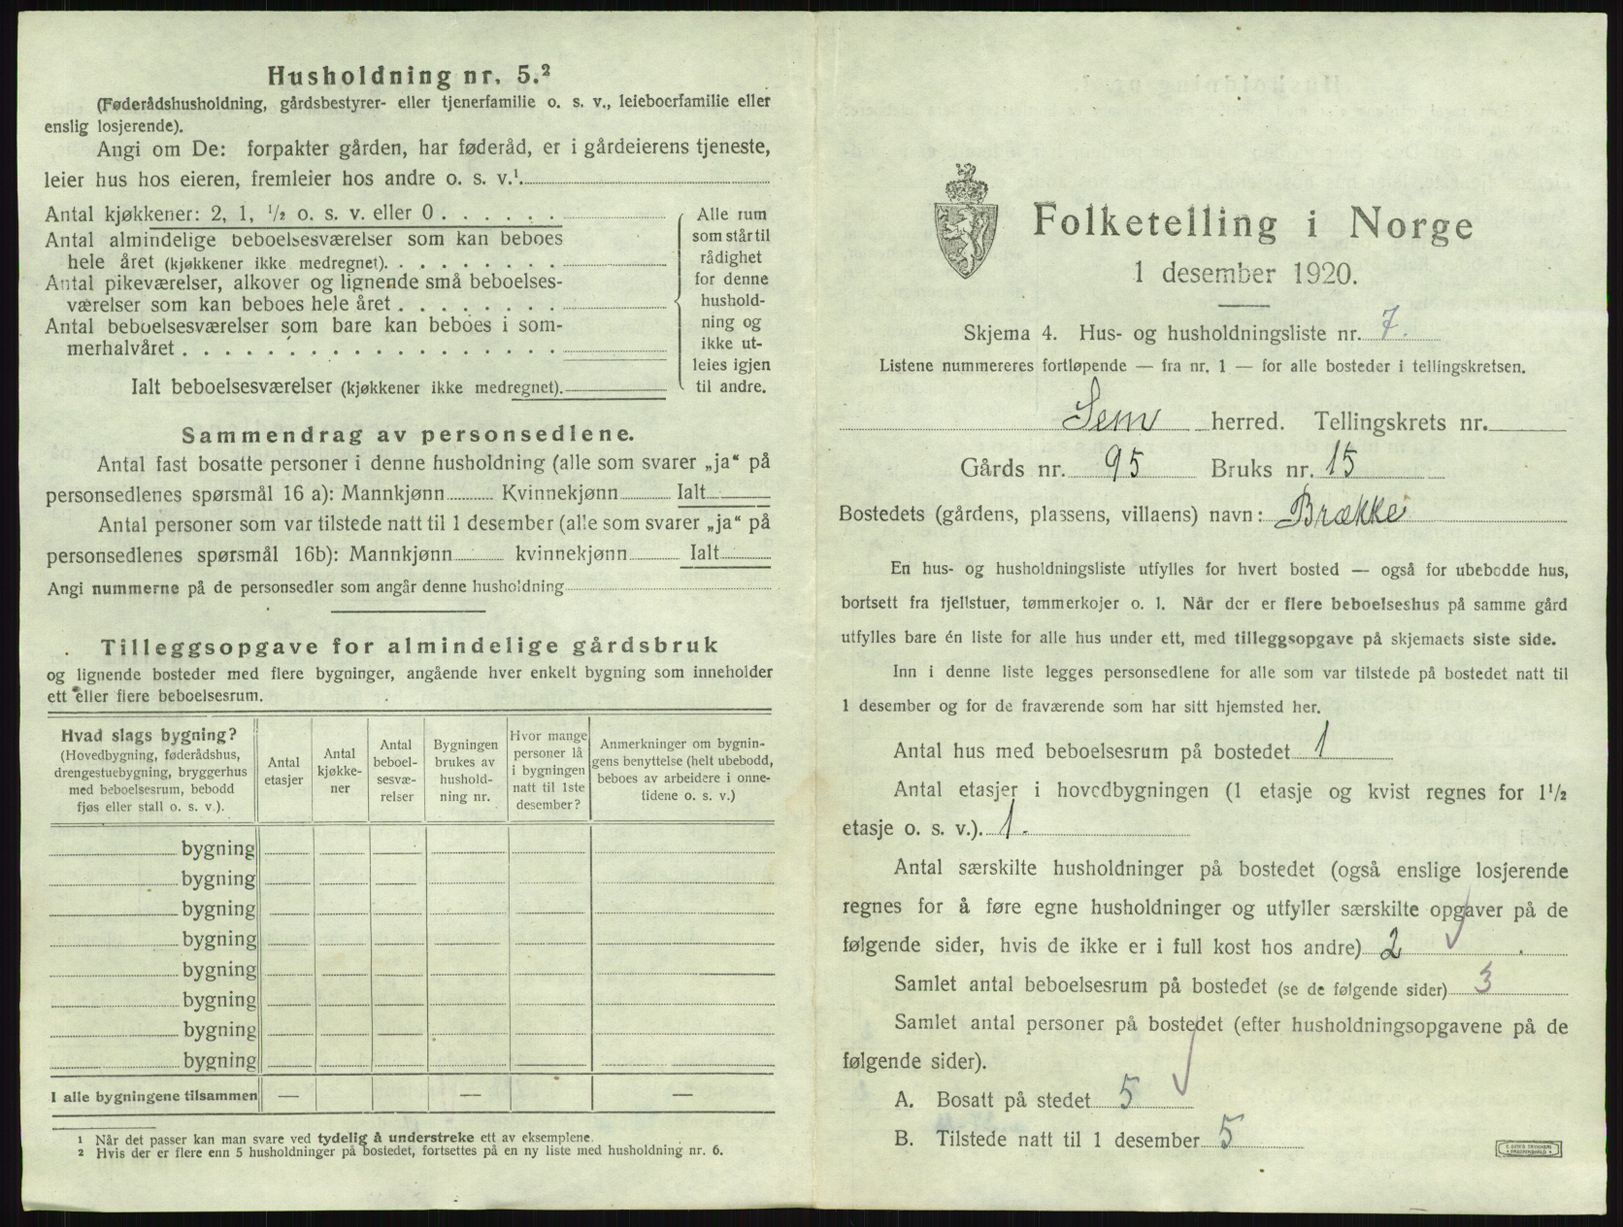 Husholdning nr. 5.²
(Føderådshusholdning, gårdsbestyrer- eller tjenerfamilie o. s. v., leieboerfamilie eller
enslig losjerende).
Angi om De: forpakter gården, har føderåd, er i gårdeierens tjeneste,
leier hus hos eieren, fremleier hos andre o. s. v.¹
Antal kjøkkener: 2, 1, ½ o. s. v. eller 0
Antal almindelige beboelsesværelser som kan beboes
hele året (kjøkkener ikke medregnet)
Antal pikeværelser, alkover og lignende små beboelses-
værelser som kan beboes hele året
Antal beboelsesværelser som bare kan beboes i som-
merhalvåret
Ialt beboelsesværelser (kjøkkener ikke medregnet)
Alle rum
som står til
rådighet
for denne
hushold-
ning og
ikke ut-
leies igjen
til andre.
Sammendrag av personsedlene.
Antal fast bosatte personer i denne husholdning (alle som svarer „ja“ på
personsedlenes spørsmål 16 a): Mannkjønn Kvinnekjønn Ialt
Antal personer som var tilstede natt til 1 desember (alle som svarer „ja“ på
personsedlenes spørsmål 16b): Mannkjønn kvinnekjønn Ialt
Angi nummerne på de personsedler som angår denne husholdning
Tilleggsopgave for almindelige gårdsbruk
og lignende bosteder med flere bygninger, angående hver enkelt bygning som inneholder
ett eller flere beboelsesrum.
Hvad slags bygning?
(Hovedbygning, føderådshus,
drengestuebygning, bryggerhus
med beboelsesrum, bebodd
fjøs eller stall o. s. v.).
Antal
etasjer
Antal
kjøkke-
ner
Antal
beboel-
sesvæ-
relser
Bygningen
brukes av
hushold-
ning nr.
Hvor mange
personer lå
i bygningen
natt til 1ste
desember?
Anmerkninger om bygnin-
gens benyttelse (helt ubebodd,
beboes av arbeidere i onne-
tidene o. s. v.)
bygning
bygning
bygning
bygning
bygning
bygning
bygning
bygning
I alle bygningene tilsammen — — —
¹ Når det passer kan man svare ved tydelig å understreke ett av eksemplene.
² Hvis der er flere enn 5 husholdninger på bostedet, fortsettes på en ny liste med husholdning nr. 6.
Folketelling i Norge
1 desember 1920.
Skjema 4. Hus- og husholdningsliste nr. 7.
Listene nummereres fortløpende — fra nr. 1 — for alle bosteder i tellingskretsen.
Sem herred. Tellingskrets nr.
Gårds nr. 95 Bruks nr. 15
Bostedets (gårdens, plassens, villaens) navn: Brække
En hus- og husholdningsliste utfylles for hvert bosted — også for ubebodde hus,
bortsett fra fjellstuer, tømmerkojer o. l. Når der er flere beboelseshus på samme gård
utfylles bare én liste for alle hus under ett, med tilleggsopgave på skjemaets siste side.
Inn i denne liste legges personsedlene for alle som var tilstede på bostedet natt til
1 desember og for de fraværende som har sitt hjemsted her.
Antal hus med beboelsesrum på bostedet 1
Antal etasjer i hovedbygningen (1 etasje og kvist regnes for 1½
etasje o. s. v.). 1.
Antal særskilte husholdninger på bostedet (også enslige losjerende
regnes for å føre egne husholdninger og utfyller særskilte opgaver på de
følgende sider, hvis de ikke er i full kost hos andre) 2
Samlet antal beboelsesrum på bostedet (se de følgende sider) 3
Samlet antal personer på bostedet (efter husholdningsopgavene på de
følgende sider).
A. Bosatt på stedet 5
B. Tilstede natt til 1 desember 5